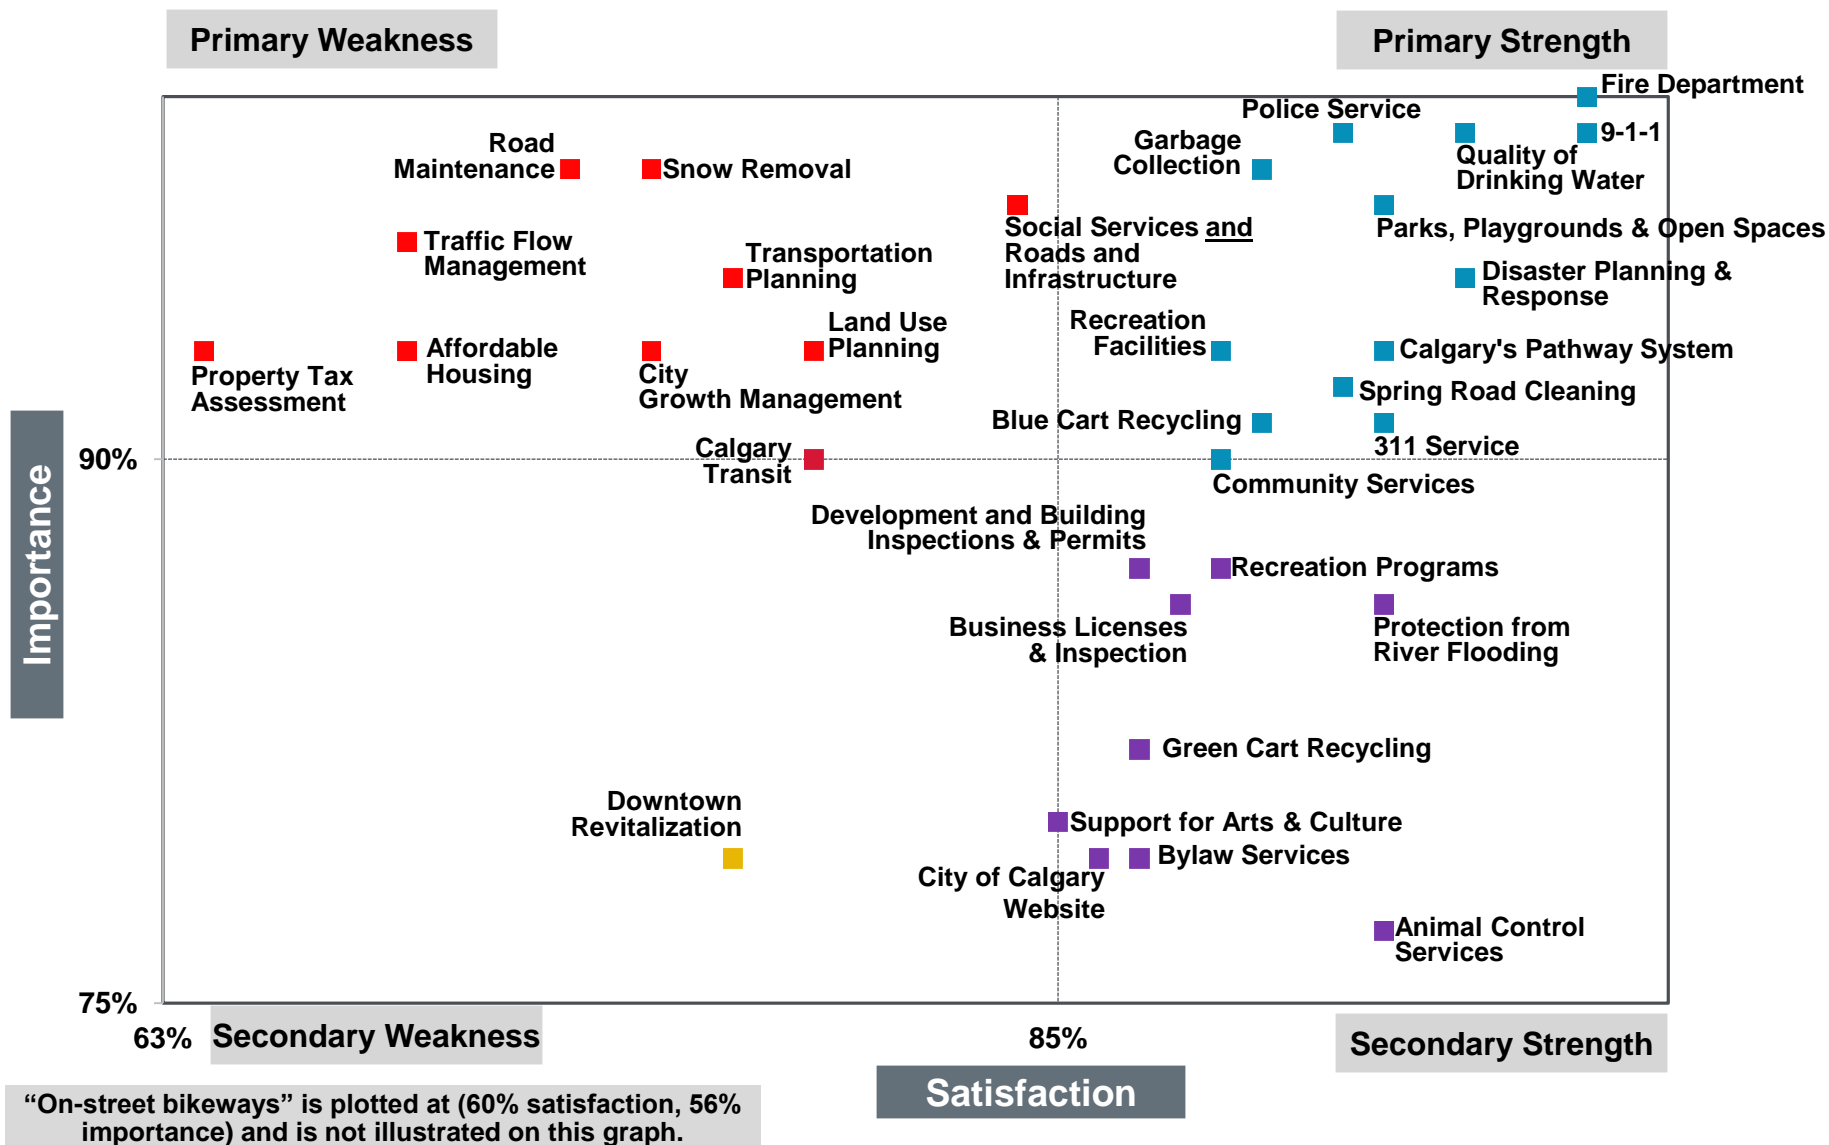 Primary Weakness
Primary Strength
Fire Department
Police Service
9-1-1
Garbage
Collection
Quality of
Drinking Water
Road
Maintenance
Snow Removal
Social Services and
Roads and
Infrastructure
Parks, Playgrounds & Open Spaces
Traffic Flow
Management
Transportation
Planning
Disaster Planning &
Response
Land Use
Planning
Recreation
Facilities
Calgary's Pathway System
Property Tax
Assessment
Affordable
Housing
City
Growth Management
Spring Road Cleaning
Blue Cart Recycling
311 Service
90%
Calgary
Transit
Community Services
Development and Building
Inspections & Permits
Recreation Programs
Business Licenses
& Inspection
Protection from
River Flooding
Importance
Green Cart Recycling
Downtown
Revitalization
Support for Arts & Culture
Bylaw Services
City of Calgary
Website
Animal Control
Services
75%
63%
Secondary Weakness
85%
Secondary Strength
Satisfaction
“On-street bikeways” is plotted at (60% satisfaction, 56%
importance) and is not illustrated on this graph.